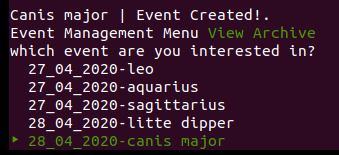 Canis major | Event Created!.
Event Management Menu View Archive
which event are you interested in?
27_04_2020-leo
27_04_2020-aquarius
27_04_2020-sagittarius
28_04_2020-litte dipper
‣ 28_04_2020-canis major